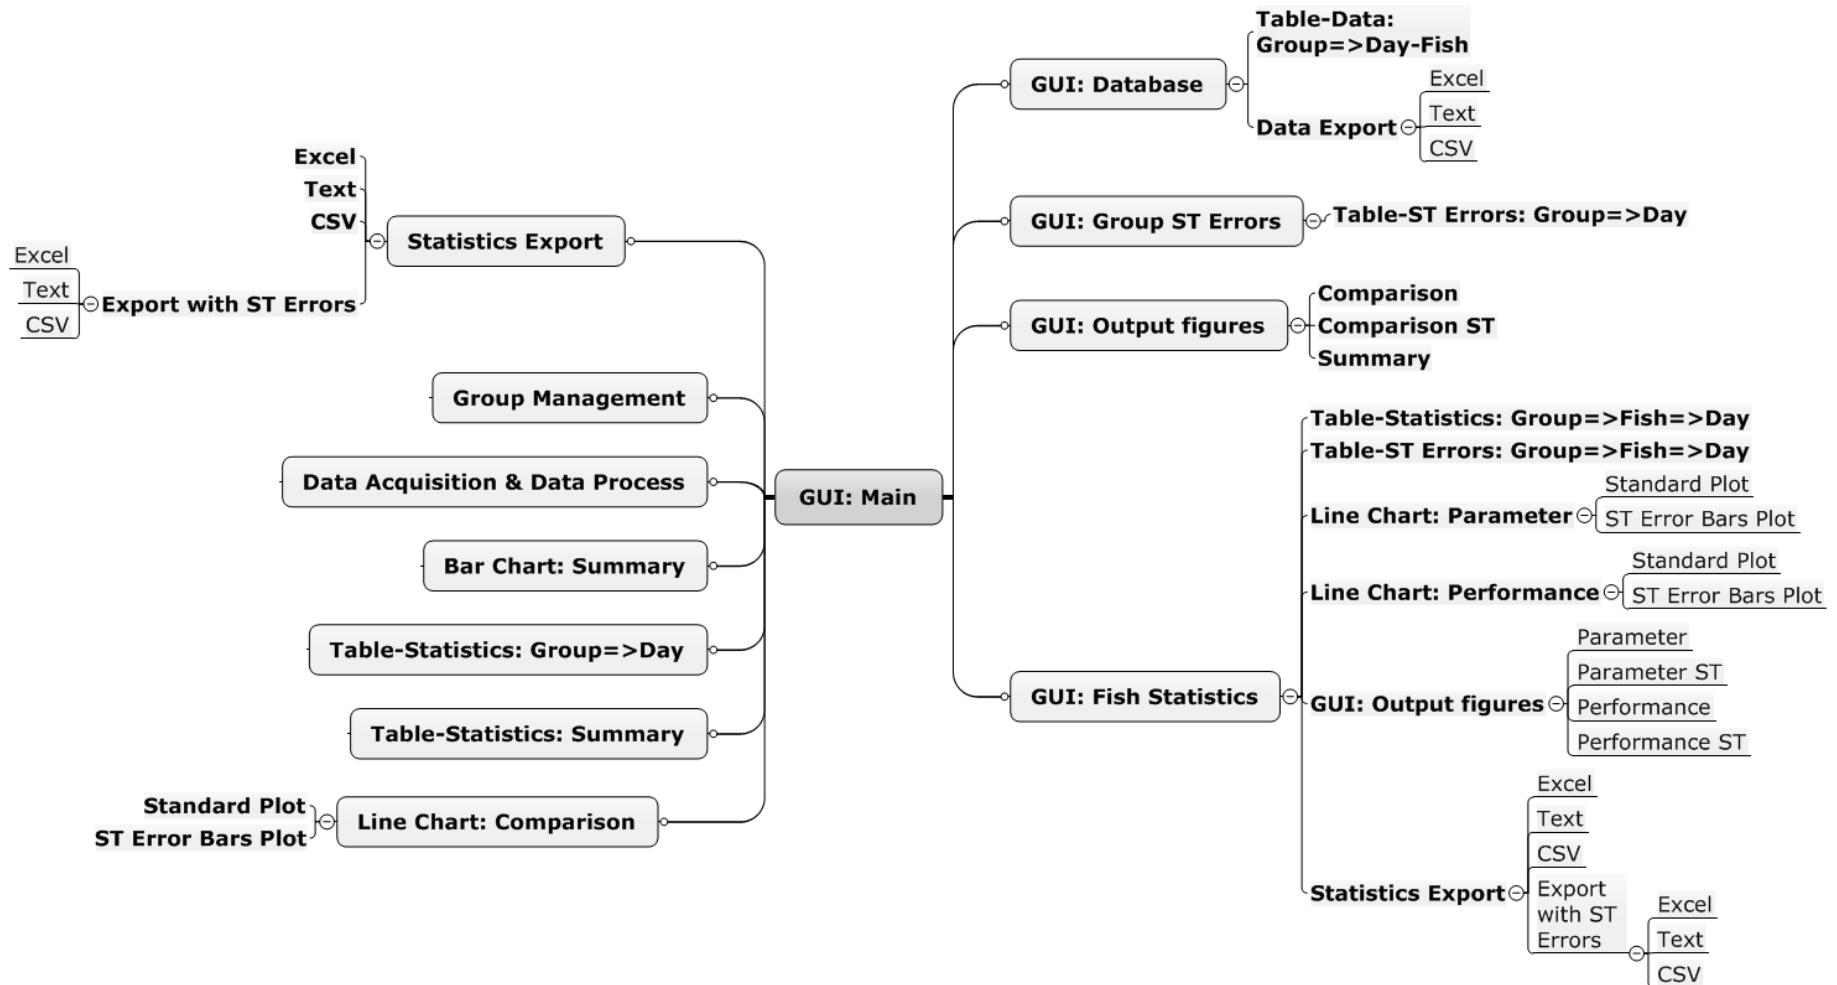 Excel
Text
CSV
Excel
Text
CSV
Export with ST Errors
Statistics Export
Group Management
Data Acquisition & Data Process
Bar Chart: Summary
Table-Statistics: Group=>Day
Table-Statistics: Summary
Standard Plot
ST Error Bars Plot
Line Chart: Comparison
GUI: Main
GUI: Database
Table-Data:
Group=>Day-Fish
Data Export
Excel
Text
CSV
GUI: Group ST Errors
Table-ST Errors: Group=>Day
GUI: Output figures
Comparison
Comparison ST
Summary
GUI: Fish Statistics
Table-Statistics: Group=>Fish=>Day
Table-ST Errors: Group=>Fish=>Day
Line Chart: Parameter
Standard Plot
ST Error Bars Plot
Line Chart: Performance
Standard Plot
ST Error Bars Plot
GUI: Output figures
Parameter
Parameter ST
Performance
Performance ST
Statistics Export
Excel
Text
CSV
Export
with ST
Errors
Excel
Text
CSV